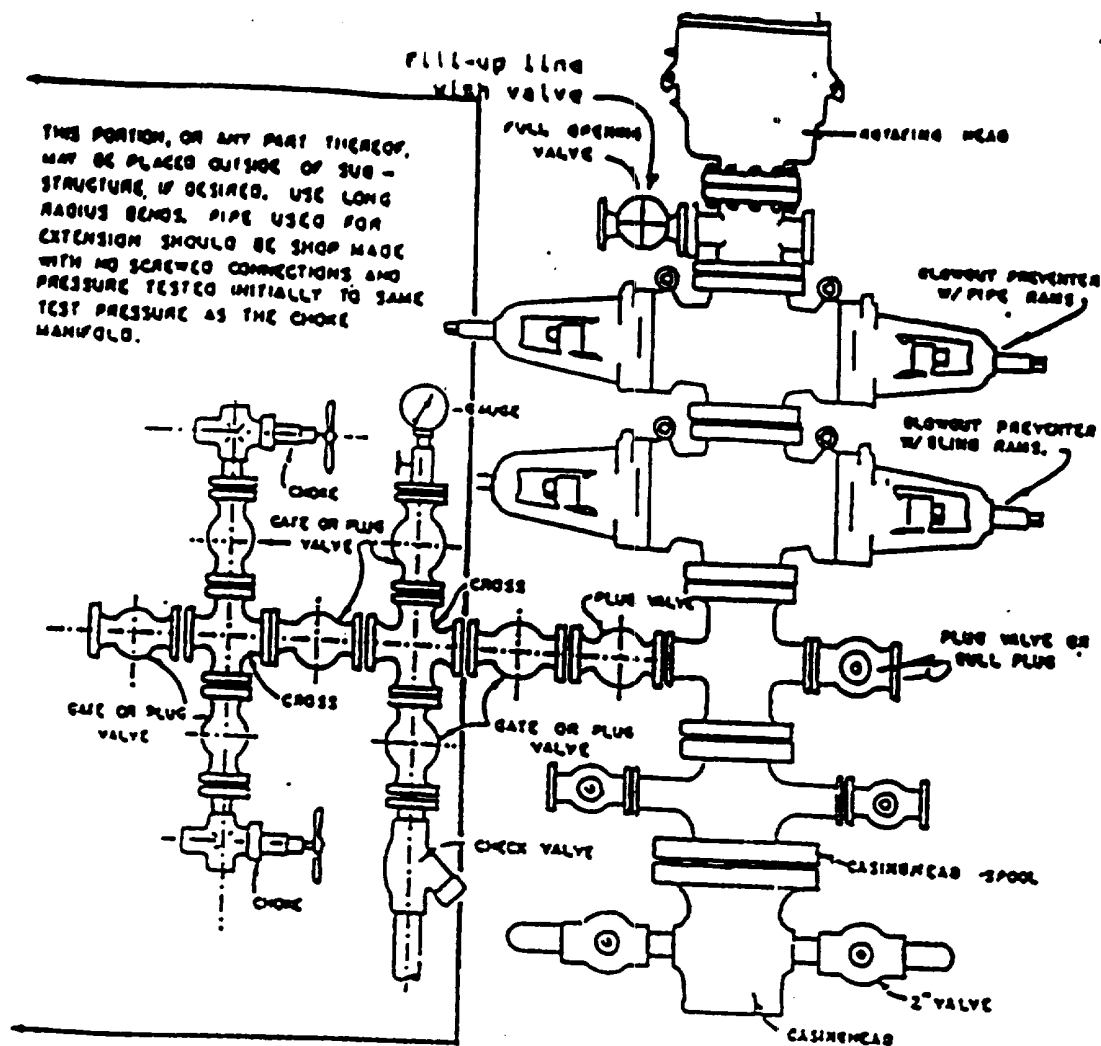 Fill-up line
with valve
FULL OPENING
VALVE
ROTATING HEAD
THIS PORTION, OR ANY PART THEREOF,
MAY BE PLACED OUTSIDE OF SUB-
STRUCTURE, IF DESIRED. USE LONG
RADIUS BENDS. PIPE USED FOR
EXTENSION SHOULD BE SHOP MADE
WITH NO SCREWED CONNECTIONS AND
PRESSURE TESTED INITIALLY TO SAME
TEST PRESSURE AS THE CHOKE
MANIFOLD.
BLOWOUT PREVENTER
W/ PIPE RAMS
GAUGE
BLOWOUT PREVENTER
W/ BLIND RAMS.
CHOKE
GATE OR PLUG
VALVE
CROSS
PLUG VALVE
PLUG VALVE OR
BULL PLUG
CROSS
GATE OR PLUG
VALVE
GATE OR PLUG
VALVE
CHECK VALVE
CASINGHEAD SPOOL
CHOKE
2" VALVE
CASINGHEAD